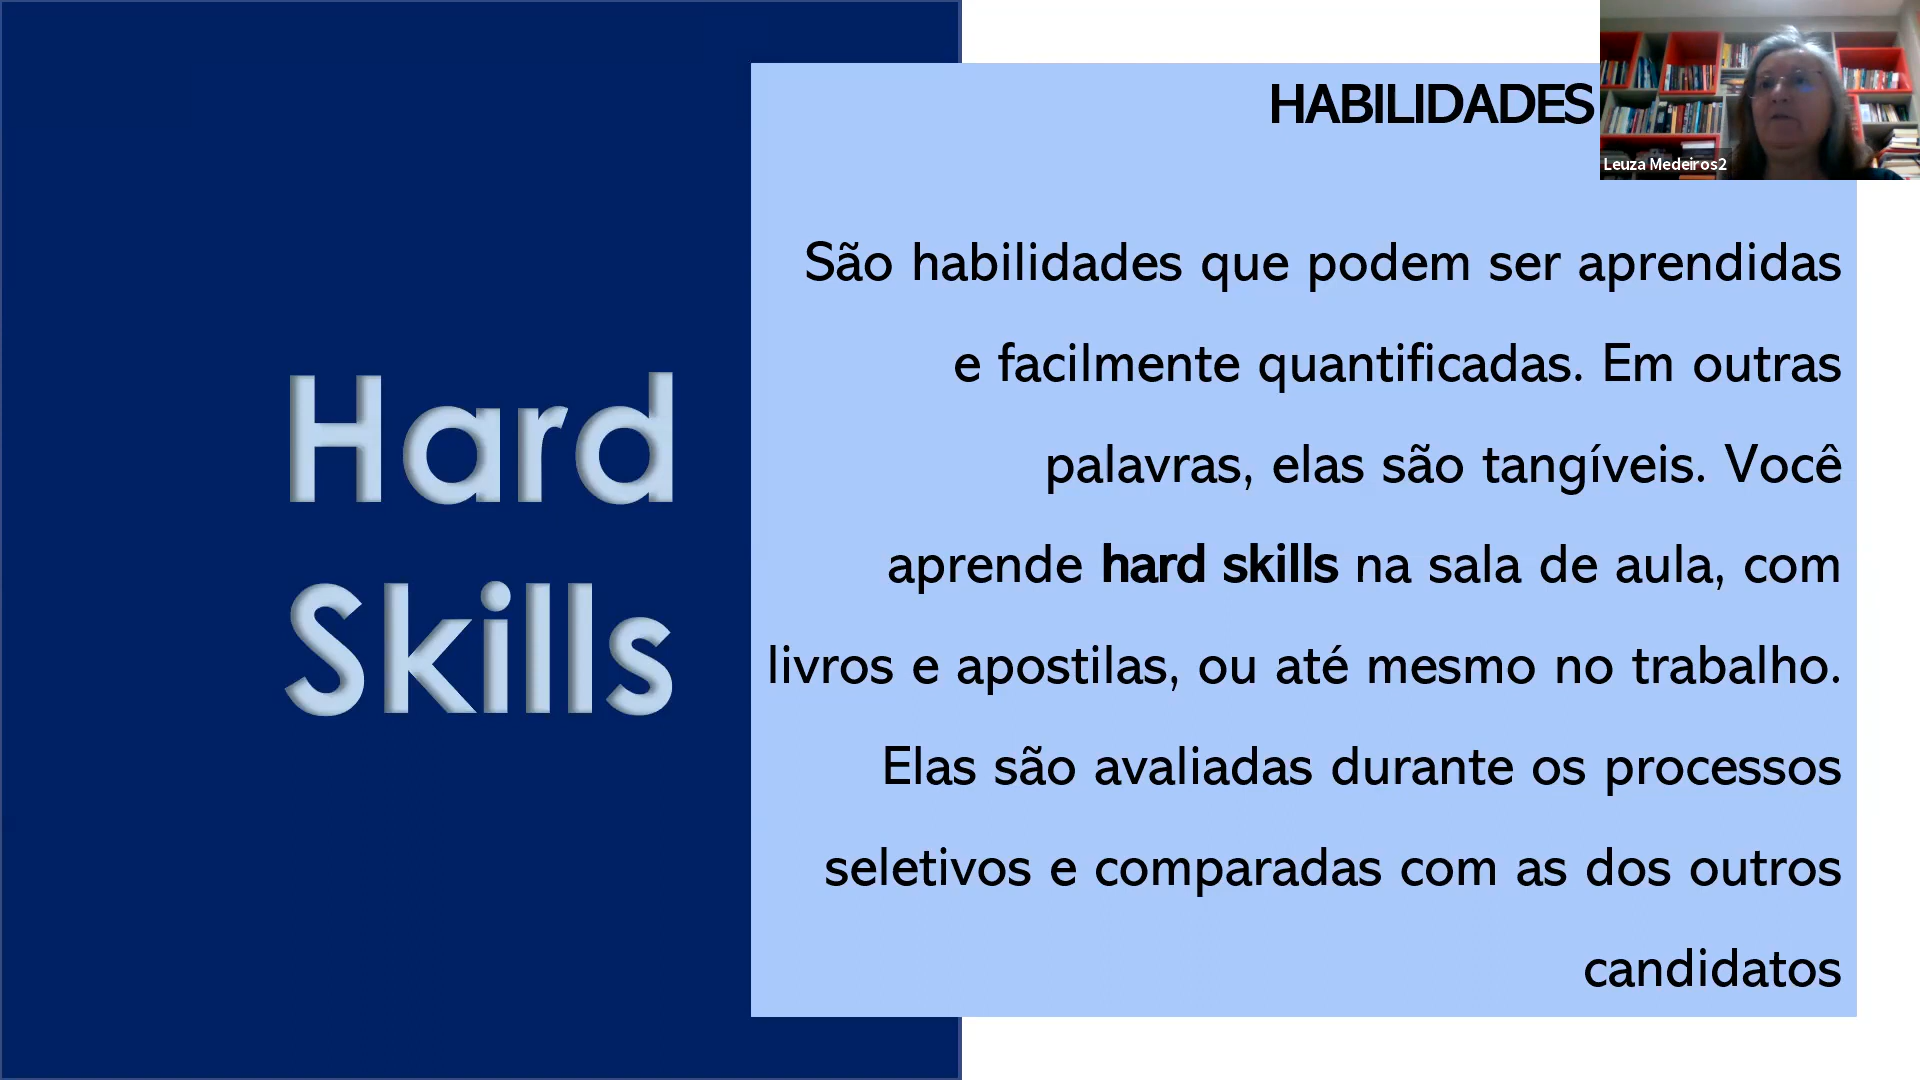 Hard
Skills
HABILIDADES
São habilidades que podem ser aprendidas
e facilmente quantificadas. Em outras
palavras, elas são tangíveis. Você
aprende hard skills na sala de aula, com
livros e apostilas, ou até mesmo no trabalho.
Elas são avaliadas durante os processos
seletivos e comparadas com as dos outros
candidatos
Leuza Medeiros2